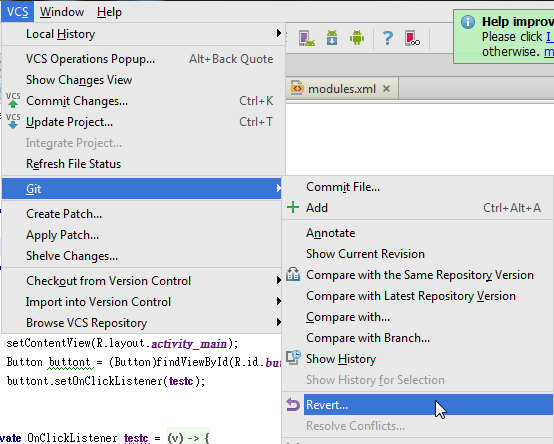 VCS Window Help
Local History
VCS Operations Popup... Alt+Back Quote
Show Changes View
Commit Changes... Ctrl+K
Update Project... Ctrl+T
Integrate Project...
Refresh File Status
Git
Create Patch...
Apply Patch...
Shelve Changes...
Checkout from Version Control
Import into Version Control
Browse VCS Repository
Help improv
Please click I
otherwise. m
modules.xml
Commit File...
Add Ctrl+Alt+A
Annotate
Show Current Revision
Compare with the Same Repository Version
Compare with Latest Repository Version
Compare with...
Compare with Branch...
Show History
Show History for Selection
Revert...
Resolve Conflicts...
setContentView(R.layout.activity_main);
Button buttont = (Button)findViewById(R.id.bu
buttont.setOnClickListener(testc);
vate OnClickListener testc = (v) -> {